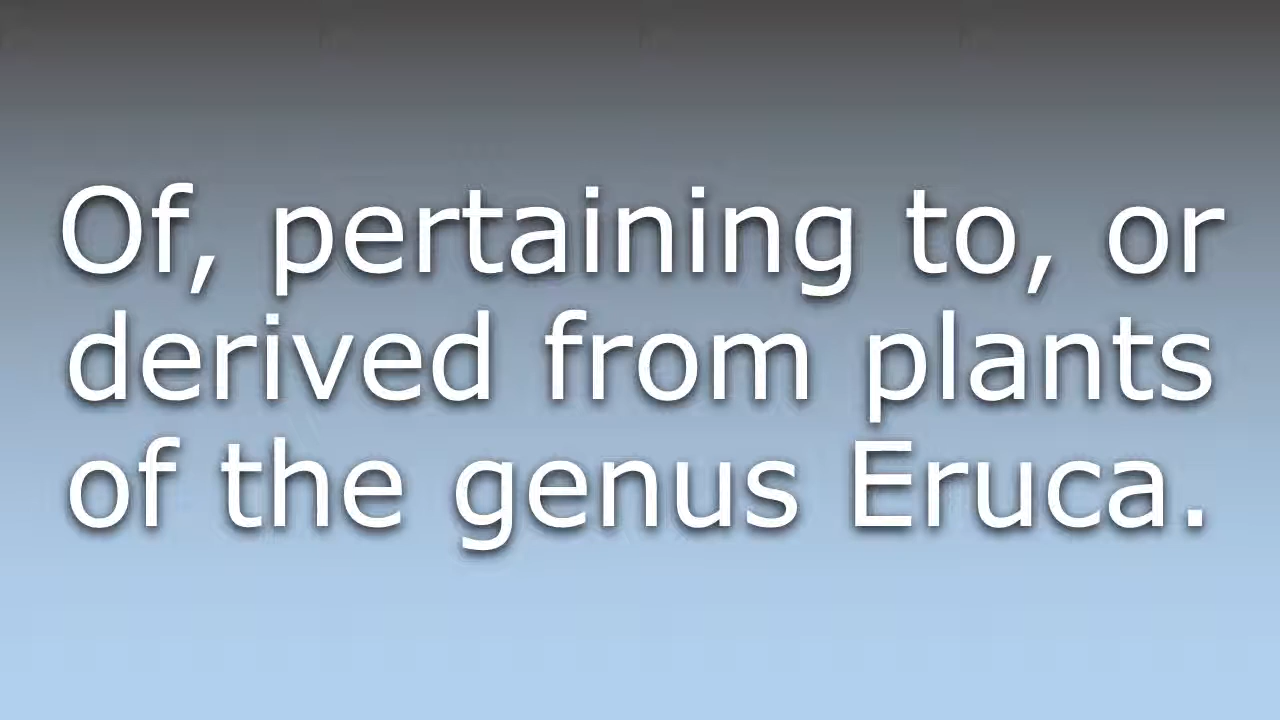 Of, pertaining to, or
derived from plants
of the genus Eruca.